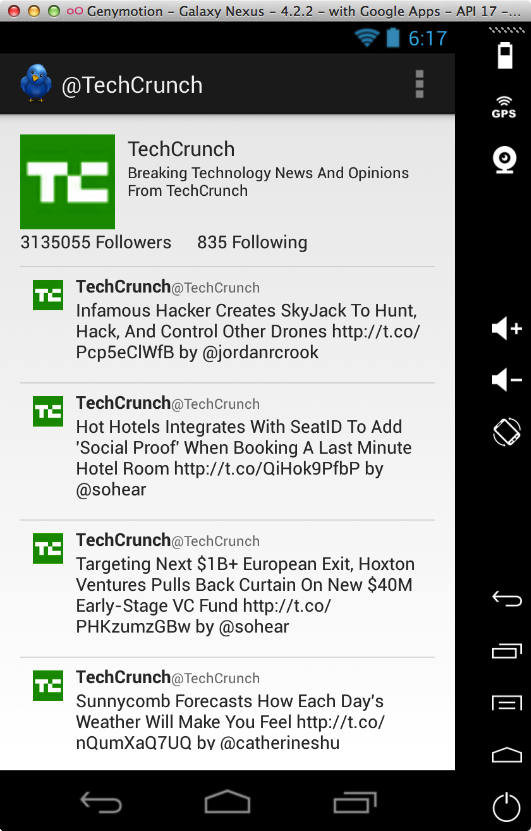 Genymotion - Galaxy Nexus - 4.2.2 - with Google Apps - API 17 -...
6:17
@TechCrunch
GPS
TC
TechCrunch
Breaking Technology News And Opinions
From TechCrunch
3135055 Followers 835 Following
TechCrunch@TechCrunch
Infamous Hacker Creates SkyJack To Hunt,
Hack, And Control Other Drones http://t.co/
Pcp5eClWfB by @jordanrcrook
TechCrunch@TechCrunch
Hot Hotels Integrates With SeatID To Add
'Social Proof' When Booking A Last Minute
Hotel Room http://t.co/QiHok9PfbP by
@sohear
TechCrunch@TechCrunch
Targeting Next $1B+ European Exit, Hoxton
Ventures Pulls Back Curtain On New $40M
Early-Stage VC Fund http://t.co/
PHKzumzGBw by @sohear
TechCrunch@TechCrunch
Sunnycomb Forecasts How Each Day's
Weather Will Make You Feel http://t.co/
nQumXaQ7UQ by @catherineshu